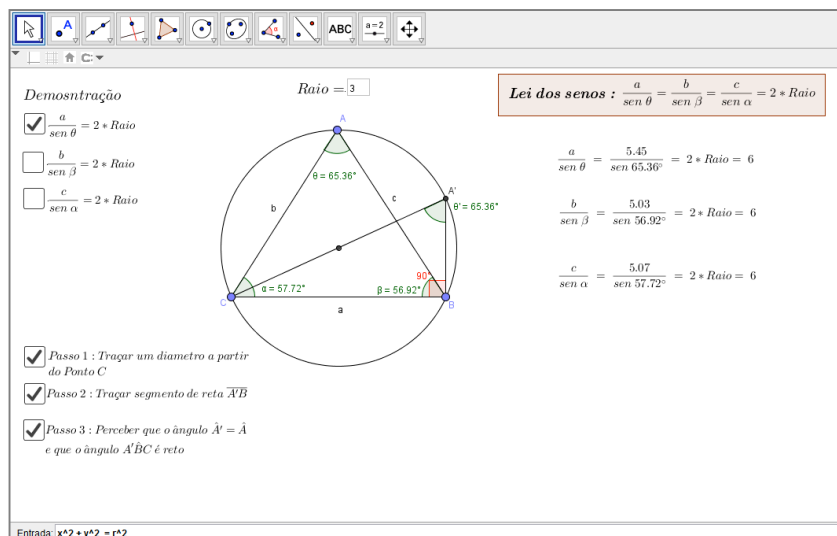 ABC
a=2
Demosntração
Raio = 3
Lei dos senos : a/sen θ = b/sen β = c/sen α = 2 * Raio
a/sen θ = 2 * Raio
b/sen β = 2 * Raio
c/sen α = 2 * Raio
A
θ = 65.36°
b
c
A'
θ' = 65.36°
90°
α = 57.72°
β = 56.92°
C
B
a
a/sen θ = 5.45/sen 65.36° = 2 * Raio = 6
b/sen β = 5.03/sen 56.92° = 2 * Raio = 6
c/sen α = 5.07/sen 57.72° = 2 * Raio = 6
Passo 1 : Traçar um diametro a partir
do Ponto C
Passo 2 : Traçar segmento de reta A'B
Passo 3 : Perceber que o ângulo Â' = Â
e que o ângulo A'B̂C é reto
Entrada: x^2 + y^2 = r^2